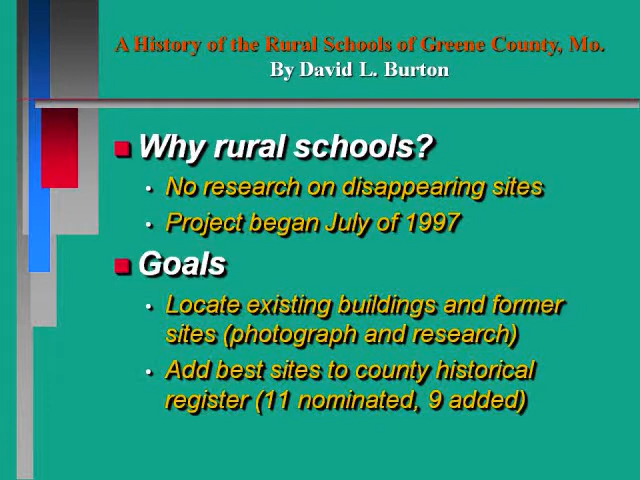 A History of the Rural Schools of Greene County, Mo.
By David L. Burton
Why rural schools?
No research on disappearing sites
Project began July of 1997
Goals
Locate existing buildings and former
sites (photograph and research)
Add best sites to county historical
register (11 nominated, 9 added)